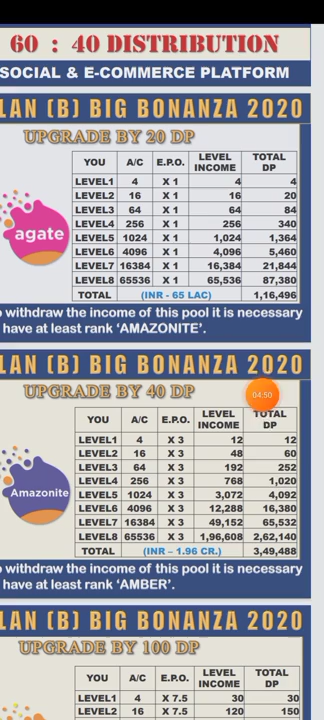 60 : 40 DISTRIBUTION
SOCIAL & E-COMMERCE PLATFORM
LAN (B) BIG BONANZA 2020
UPGRADE BY 20 DP
agate
YOU A/C E.P.O. LEVEL INCOME TOTAL DP
LEVEL1 4 X 1 4 4
LEVEL2 16 X 1 16 20
LEVEL3 64 X 1 64 84
LEVEL4 256 X 1 256 340
LEVEL5 1024 X 1 1,024 1,364
LEVEL6 4096 X 1 4,096 5,460
LEVEL7 16384 X 1 16,384 21,844
LEVEL8 65536 X 1 65,536 87,380
TOTAL (INR - 65 LAC) 1,16,496
o withdraw the income of this pool it is necessary
have at least rank ‘AMAZONITE’.
LAN (B) BIG BONANZA 2020
UPGRADE BY 40 DP
04:50
Amazonite
YOU A/C E.P.O. LEVEL INCOME TOTAL DP
LEVEL1 4 X 3 12 12
LEVEL2 16 X 3 48 60
LEVEL3 64 X 3 192 252
LEVEL4 256 X 3 768 1,020
LEVEL5 1024 X 3 3,072 4,092
LEVEL6 4096 X 3 12,288 16,380
LEVEL7 16384 X 3 49,152 65,532
LEVEL8 65536 X 3 1,96,608 2,62,140
TOTAL (INR – 1.96 CR.) 3,49,488
o withdraw the income of this pool it is necessary
have at least rank ‘AMBER’.
LAN (B) BIG BONANZA 2020
UPGRADE BY 100 DP
YOU A/C E.P.O. LEVEL INCOME TOTAL DP
LEVEL1 4 X 7.5 30 30
LEVEL2 16 X 7.5 120 150